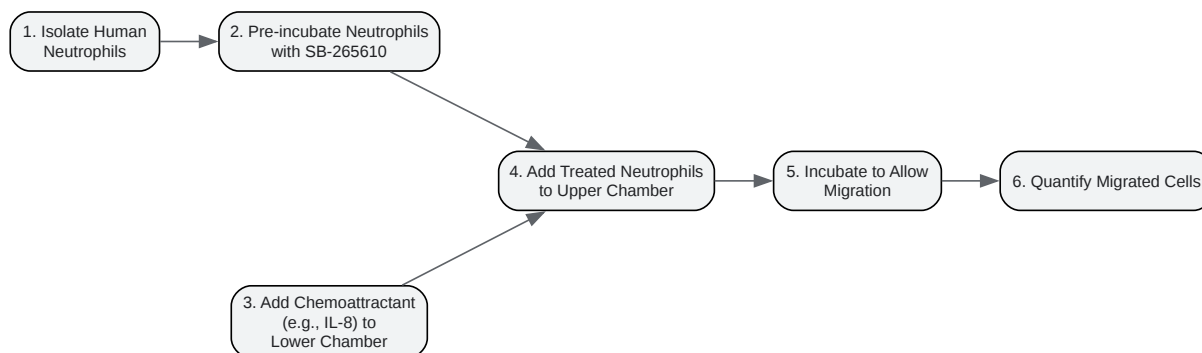 1. Isolate Human
Neutrophils
2. Pre-incubate Neutrophils
with SB-265610
3. Add Chemoattractant
(e.g., IL-8) to
Lower Chamber
4. Add Treated Neutrophils
to Upper Chamber
5. Incubate to Allow
Migration
6. Quantify Migrated Cells